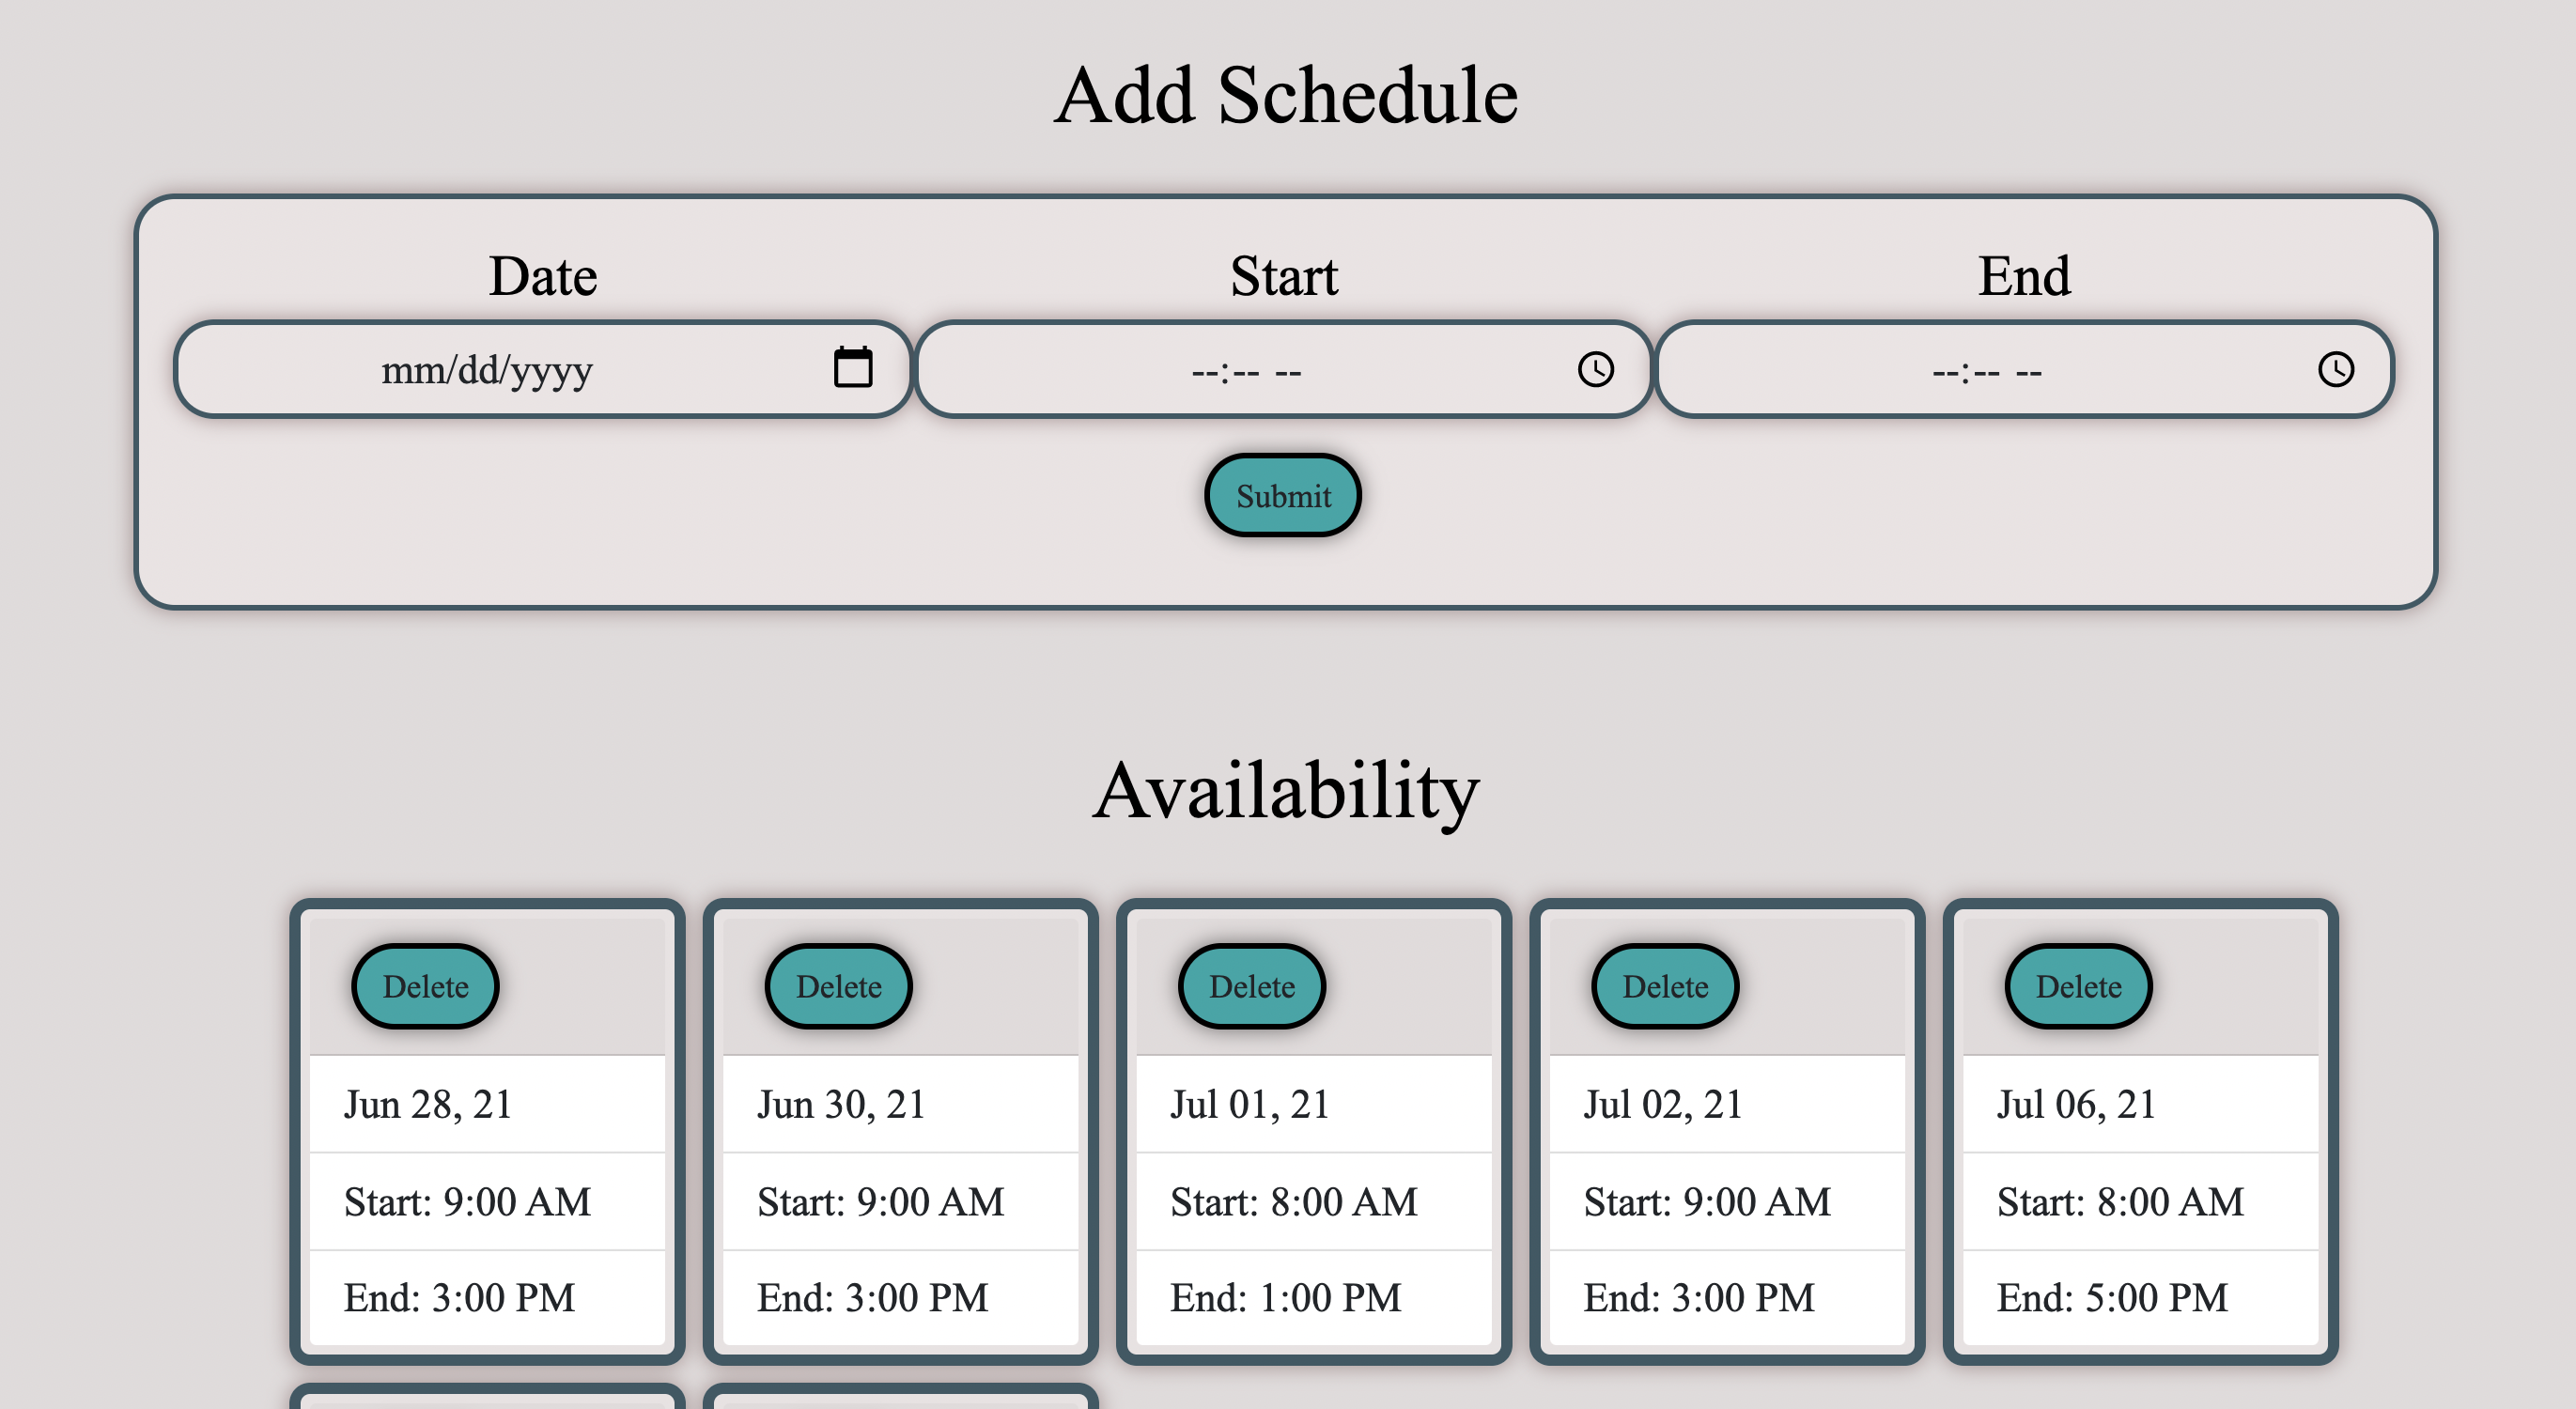 Add Schedule
Date Start End
mm/dd/yyyy --:-- -- --:-- --
Submit
Availability
Delete Delete Delete Delete Delete
Jun 28, 21 Jun 30, 21 Jul 01, 21 Jul 02, 21 Jul 06, 21
Start: 9:00 AM Start: 9:00 AM Start: 8:00 AM Start: 9:00 AM Start: 8:00 AM
End: 3:00 PM End: 3:00 PM End: 1:00 PM End: 3:00 PM End: 5:00 PM